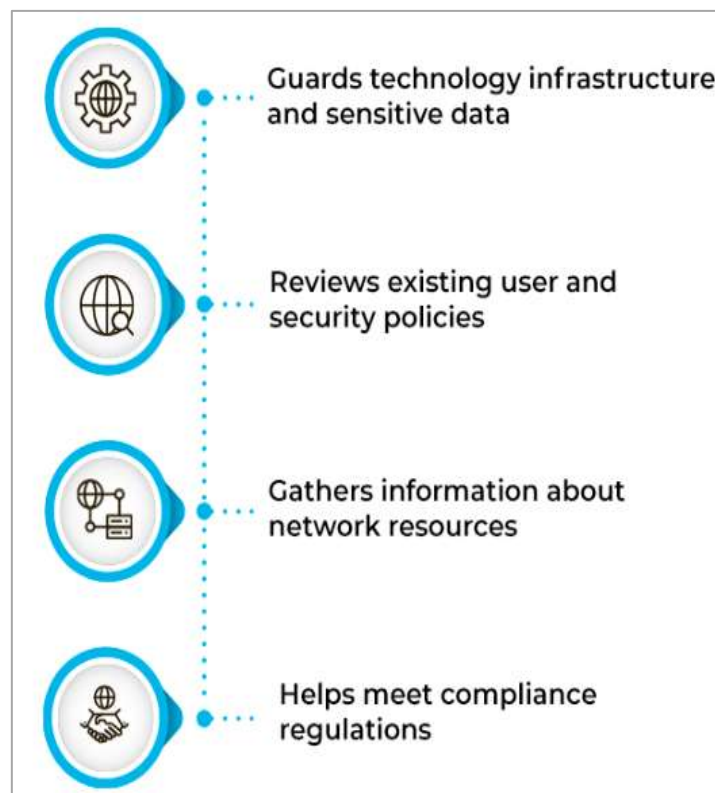 Guards technology infrastructure
and sensitive data
Reviews existing user and
security policies
Gathers information about
network resources
Helps meet compliance
regulations